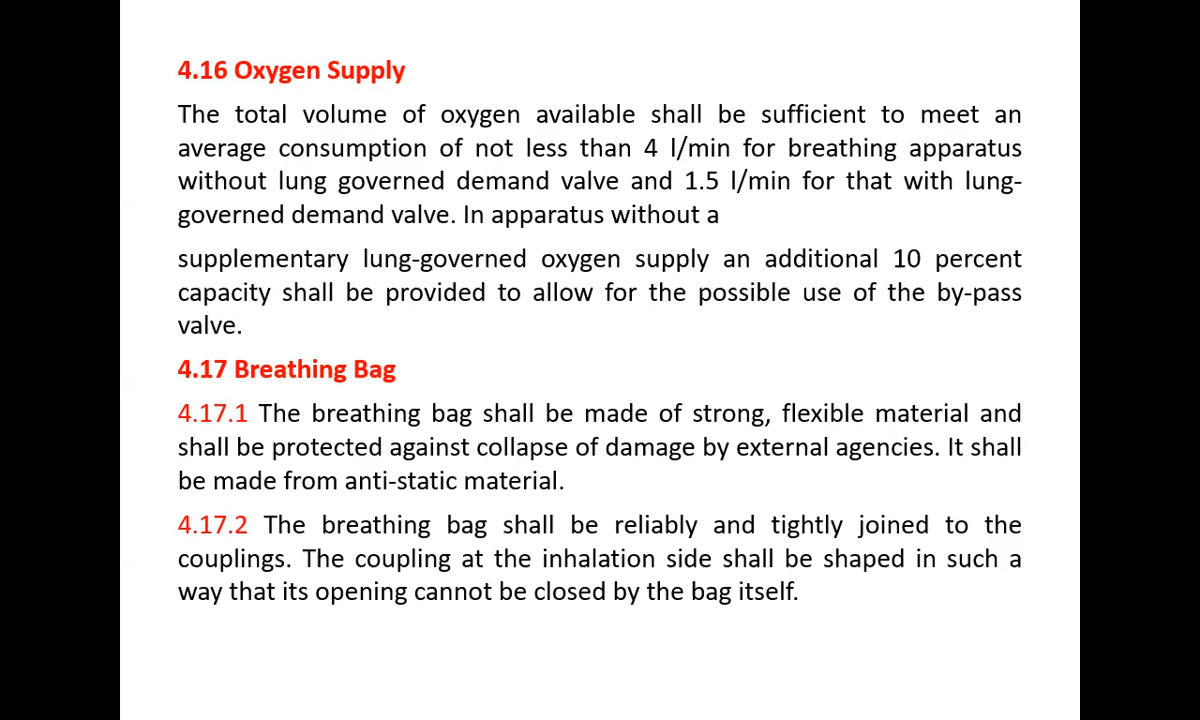 4.16 Oxygen Supply
The total volume of oxygen available shall be sufficient to meet an
average consumption of not less than 4 l/min for breathing apparatus
without lung governed demand valve and 1.5 l/min for that with lung-
governed demand valve. In apparatus without a
supplementary lung-governed oxygen supply an additional 10 percent
capacity shall be provided to allow for the possible use of the by-pass
valve.
4.17 Breathing Bag
4.17.1 The breathing bag shall be made of strong, flexible material and
shall be protected against collapse of damage by external agencies. It shall
be made from anti-static material.
4.17.2 The breathing bag shall be reliably and tightly joined to the
couplings. The coupling at the inhalation side shall be shaped in such a
way that its opening cannot be closed by the bag itself.